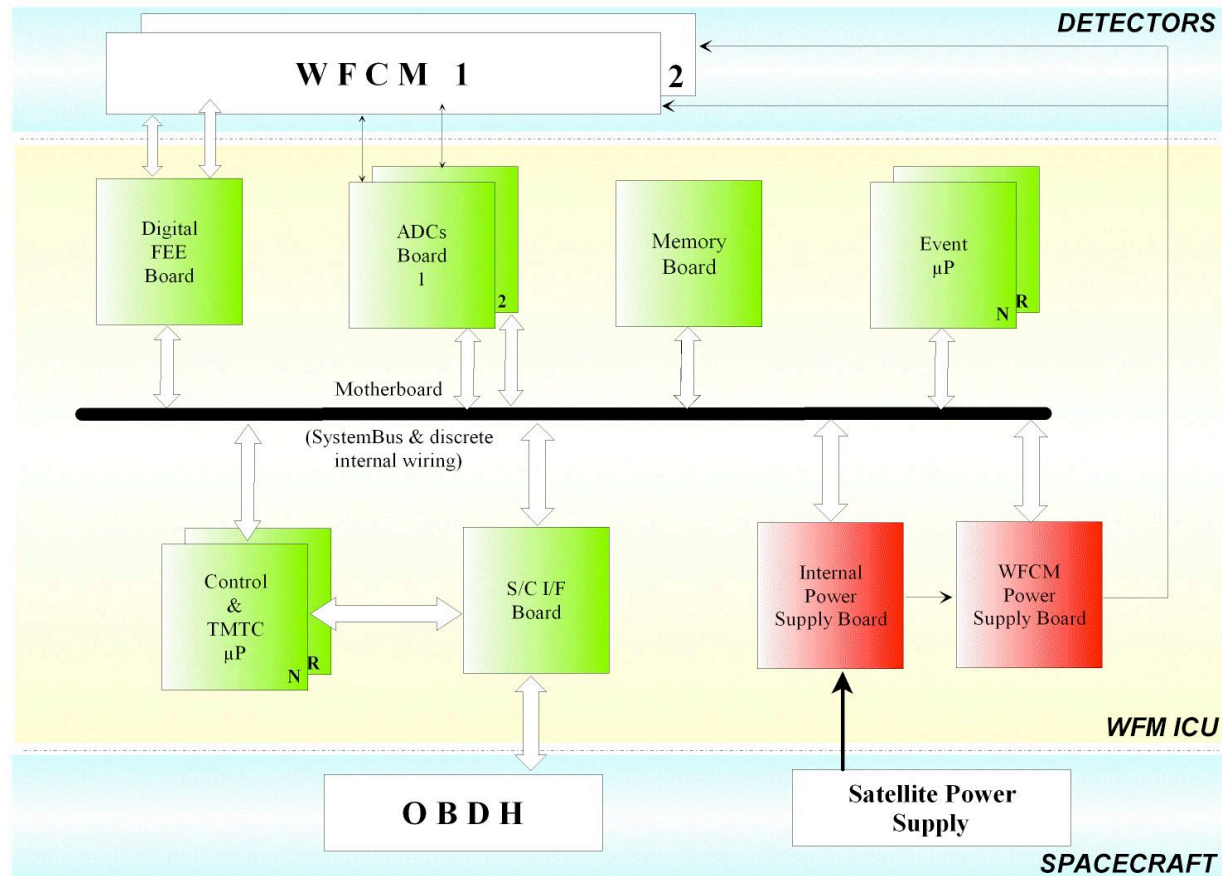 DETECTORS
W F C M 1
2
Digital
FEE
Board
ADCs
Board
1
2
Memory
Board
Event
µP
N
R
Motherboard
(SystemBus & discrete
internal wiring)
Control
&
TMTC
µP
N
R
S/C I/F
Board
Internal
Power
Supply Board
WFCM
Power
Supply Board
WFM ICU
O B D H
Satellite Power
Supply
SPACECRAFT